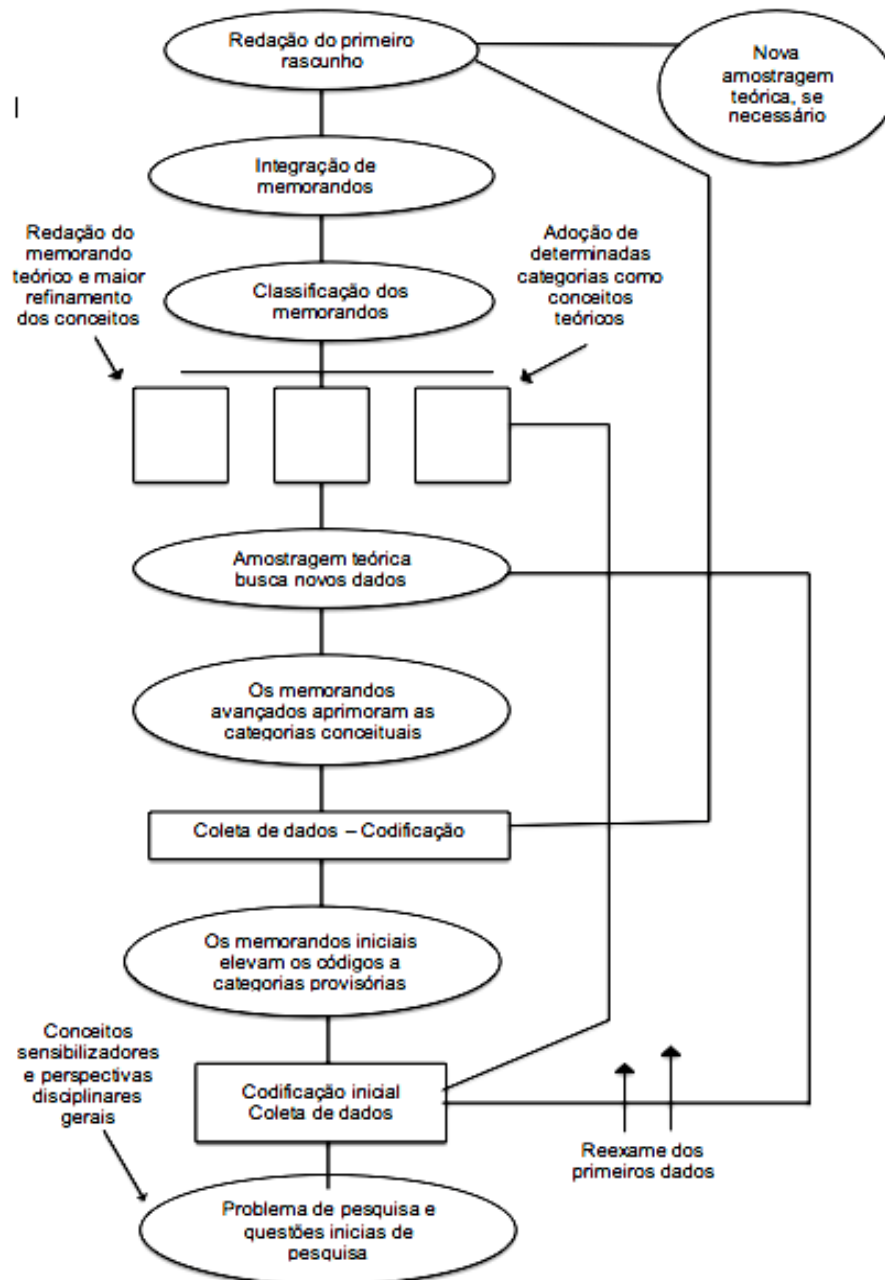 Redação do primeiro
rascunho
Nova
amostragem
teórica, se
necessário
Integração de
memorandos
Redação do
memorando
teórico e maior
refinamento
dos conceitos
Adoção de
determinadas
categorias como
conceitos
teóricos
Classificação dos
memorandos
Amostragem teórica
busca novos dados
Os memorandos
avançados aprimoram as
categorias conceituais
Coleta de dados – Codificação
Os memorandos iniciais
elevam os códigos a
categorias provisórias
Conceitos
sensibilizadores
e perspectivas
disciplinares
gerais
Codificação inicial
Coleta de dados
Reexame dos
primeiros dados
Problema de pesquisa e
questões inicias de
pesquisa